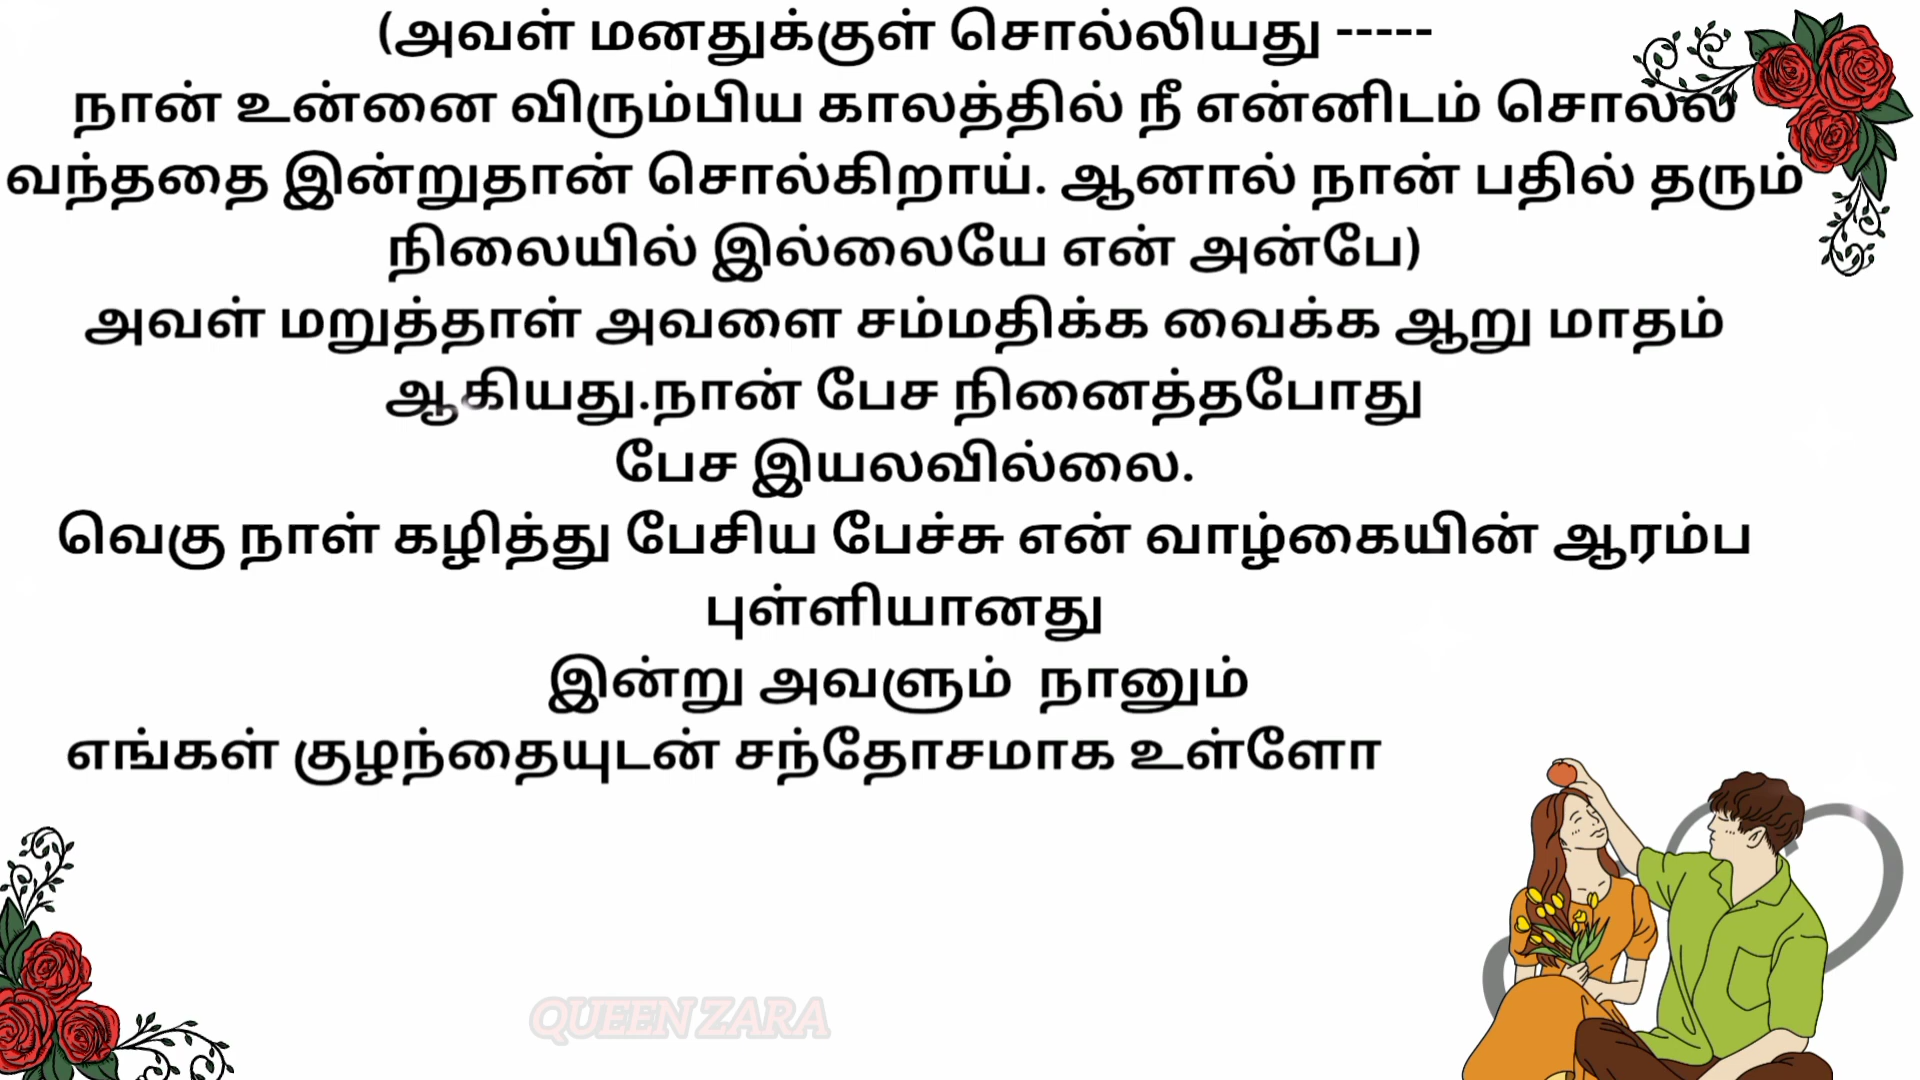 (அவள் மனதுக்குள் சொல்லியது -----
நான் உன்னை விரும்பிய காலத்தில் நீ என்னிடம் சொல்ல
வந்ததை இன்றுதான் சொல்கிறாய். ஆனால் நான் பதில் தரும்
நிலையில் இல்லையே என் அன்பே)
அவள் மறுத்தாள் அவளை சம்மதிக்க வைக்க ஆறு மாதம்
ஆகியது.நான் பேச நினைத்தபோது
பேச இயலவில்லை.
வெகு நாள் கழித்து பேசிய பேச்சு என் வாழ்கையின் ஆரம்ப
புள்ளியானது
இன்று அவளும் நானும்
எங்கள் குழந்தையுடன் சந்தோசமாக உள்ளோ
QUEEN ZARA